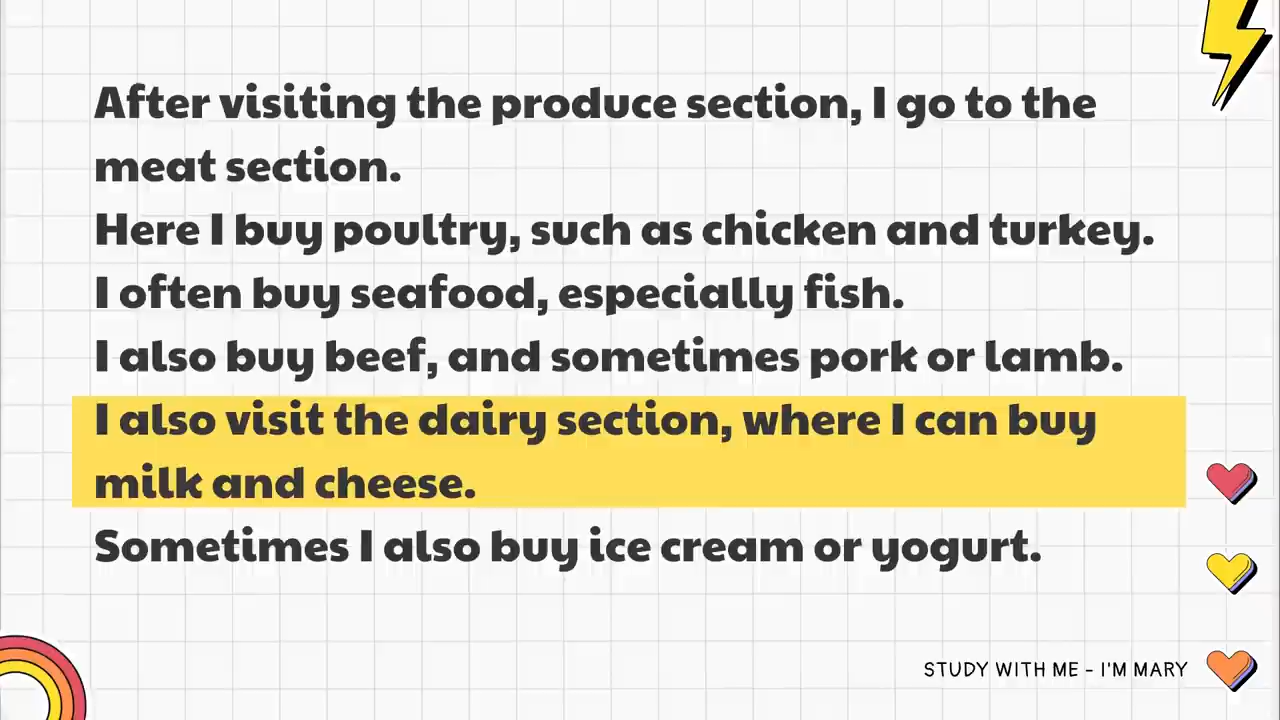 After visiting the produce section, I go to the
meat section.
Here I buy poultry, such as chicken and turkey.
I often buy seafood, especially fish.
I also buy beef, and sometimes pork or lamb.
I also visit the dairy section, where I can buy
milk and cheese.
Sometimes I also buy ice cream or yogurt.
STUDY WITH ME - I'M MARY